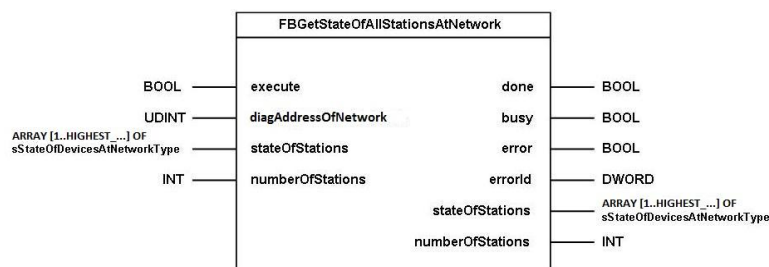 FBGetStateOfAllStationsAtNetwork
BOOL execute done BOOL
UDINT diagAddressOfNetwork busy BOOL
ARRAY [1..HIGHEST_...] OF
sStateOfDevicesAtNetworkType stateOfStations error BOOL
INT numberOfStations errorId DWORD
stateOfStations ARRAY [1..HIGHEST_...] OF
sStateOfDevicesAtNetworkType
numberOfStations INT